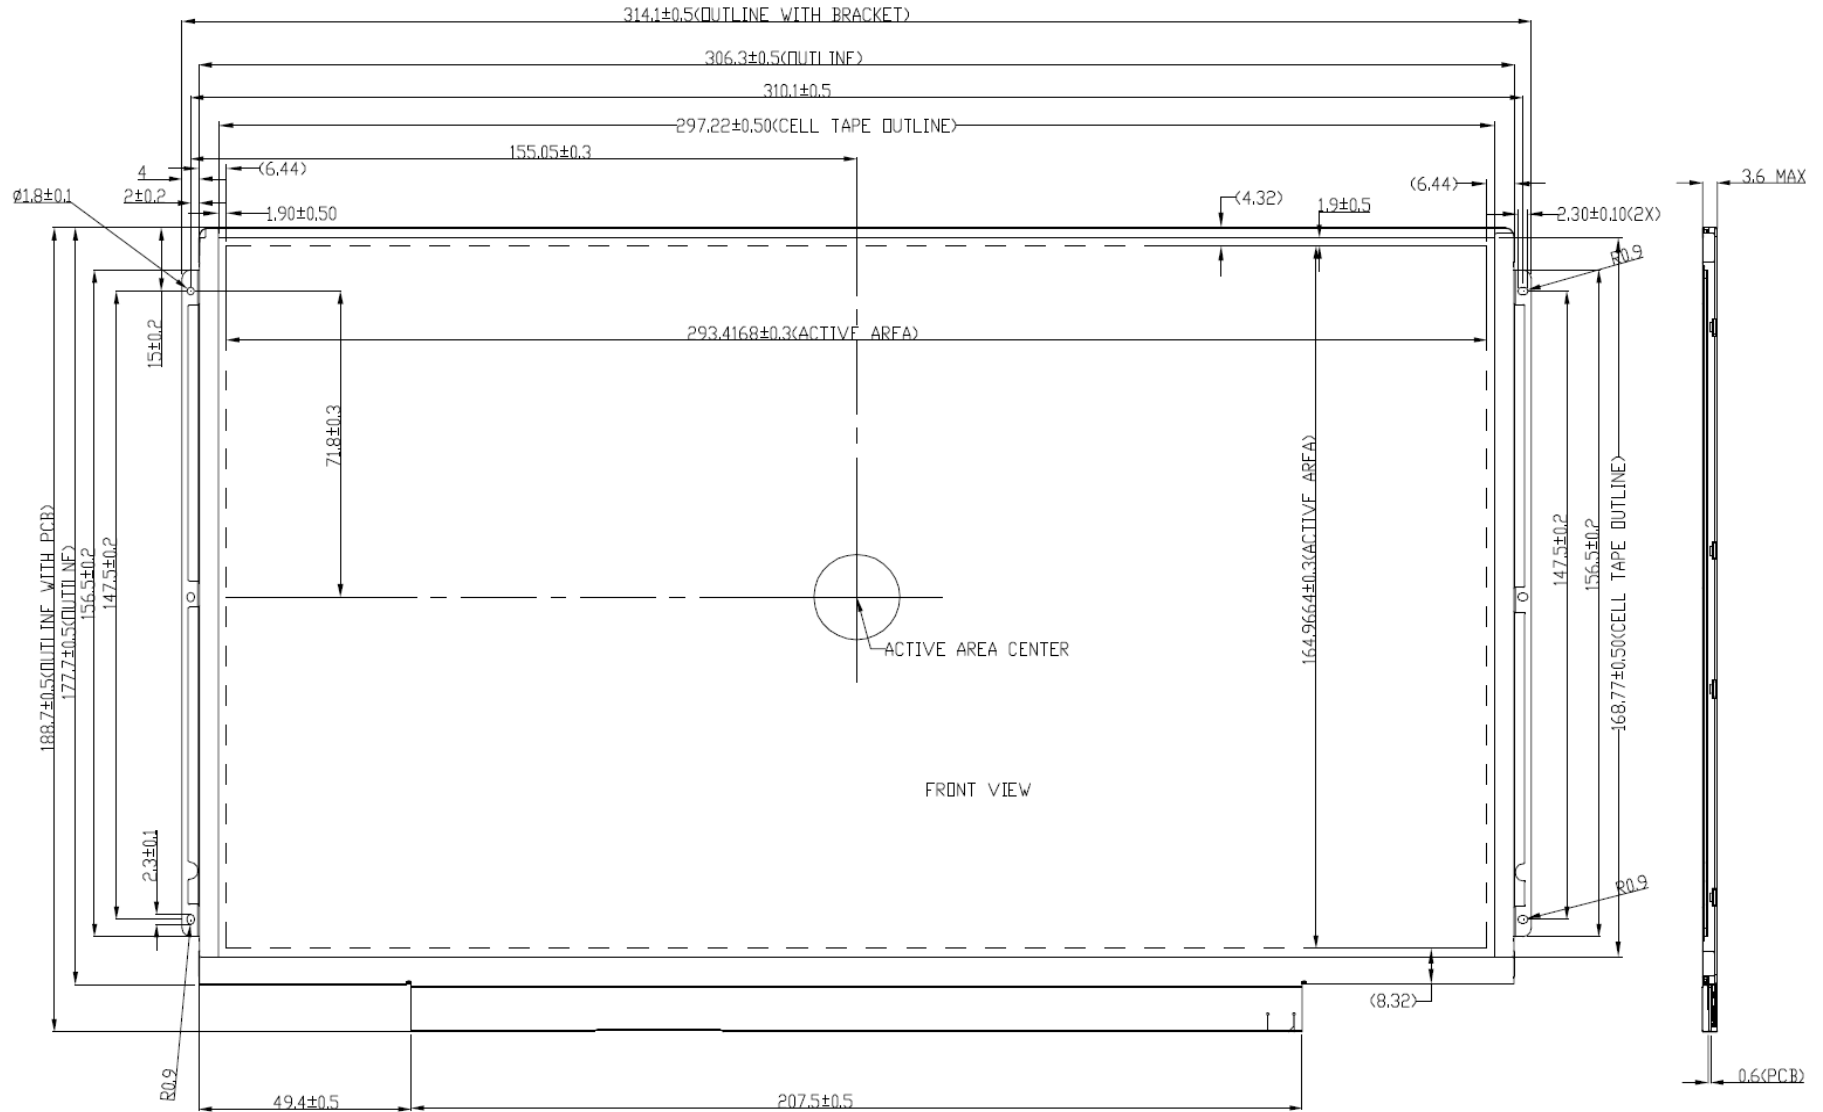 314.1±0.5(OUTLINE WITH BRACKET)
306.3±0.5(OUTLINE)
310.1±0.5
297.22±0.50(CELL TAPE OUTLINE)
155.05±0.3
4
(6.44)
(6.44)
3.6 MAX
Ø1.8±0.1
2±0.2
1.90±0.50
(4.32)
1.9±0.5
2.30±0.10(2X)
R0.9
15±0.2
293.4168±0.3(ACTIVE AREA)
71.8±0.3
164.9664±0.3(ACTIVE AREA)
188.7±0.5(OUTLINE WITH PCB)
177.7±0.5(OUTLINE)
156.5±0.2
147.5±0.2
147.5±0.2
156.5±0.2
168.77±0.50(CELL TAPE OUTLINE)
ACTIVE AREA CENTER
FRONT VIEW
2.3±0.1
R0.9
(8.32)
R0.9
49.4±0.5
207.5±0.5
0.6(PCB)